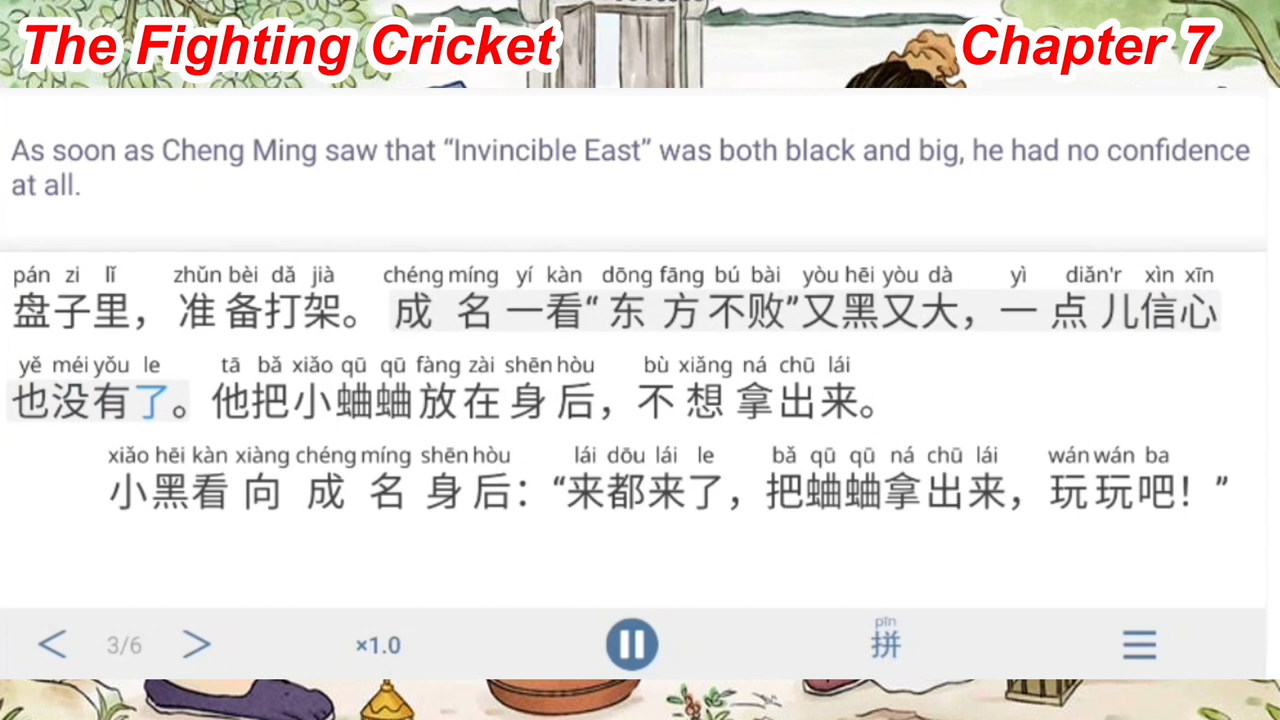 The Fighting Cricket
Chapter 7
As soon as Cheng Ming saw that “Invincible East” was both black and big, he had no confidence
at all.
pán zi lǐ zhǔn bèi dǎ jià chéng míng yí kàn dōng fāng bú bài yòu hēi yòu dà yì diǎn'r xìn xīn
盘子里，准备打架。成名一看“东方不败”又黑又大，一点儿信心
yě méi yǒu le tā bǎ xiǎo qū qū fàng zài shēn hòu bù xiǎng ná chū lái
也没有了。他把小蛐蛐放在身后，不想拿出来。
xiǎo hēi kàn xiàng chéng míng shēn hòu lái dōu lái le bǎ qū qū ná chū lái wán wán ba
小黑看向成名身后：“来都来了，把蛐蛐拿出来，玩玩吧！”
< 3/6 > ×1.0 pīn
拼